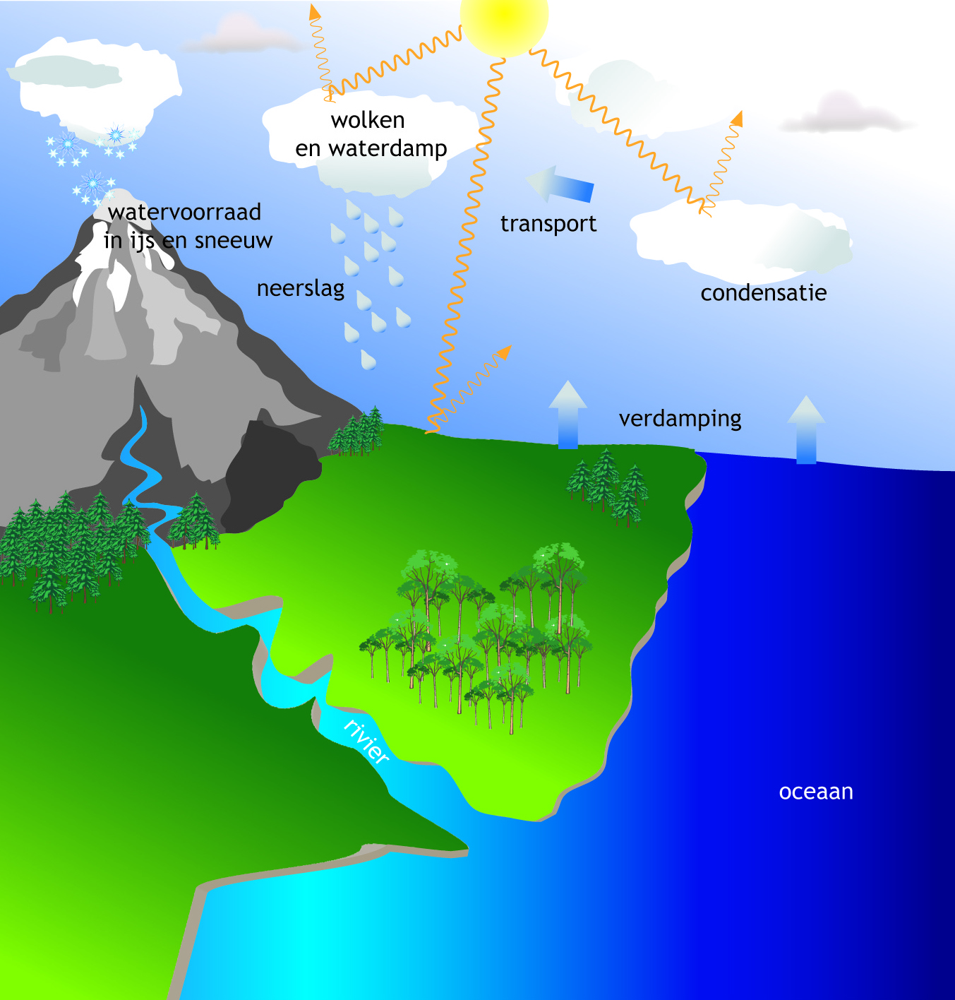 wolken
en waterdamp
watervoorraad
in ijs en sneeuw
transport
neerslag
condensatie
verdamping
rivier
oceaan